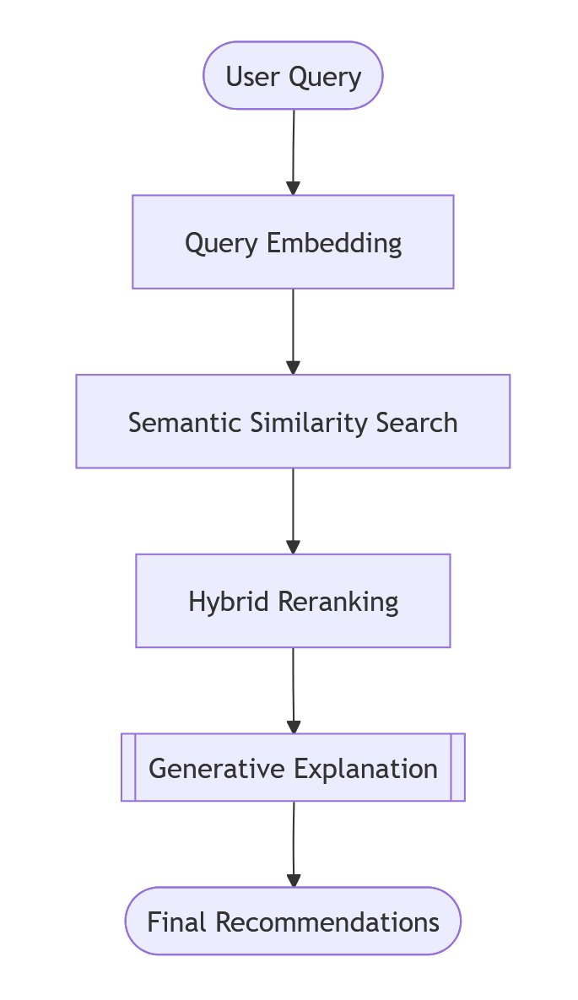 User Query
Query Embedding
Semantic Similarity Search
Hybrid Reranking
Generative Explanation
Final Recommendations